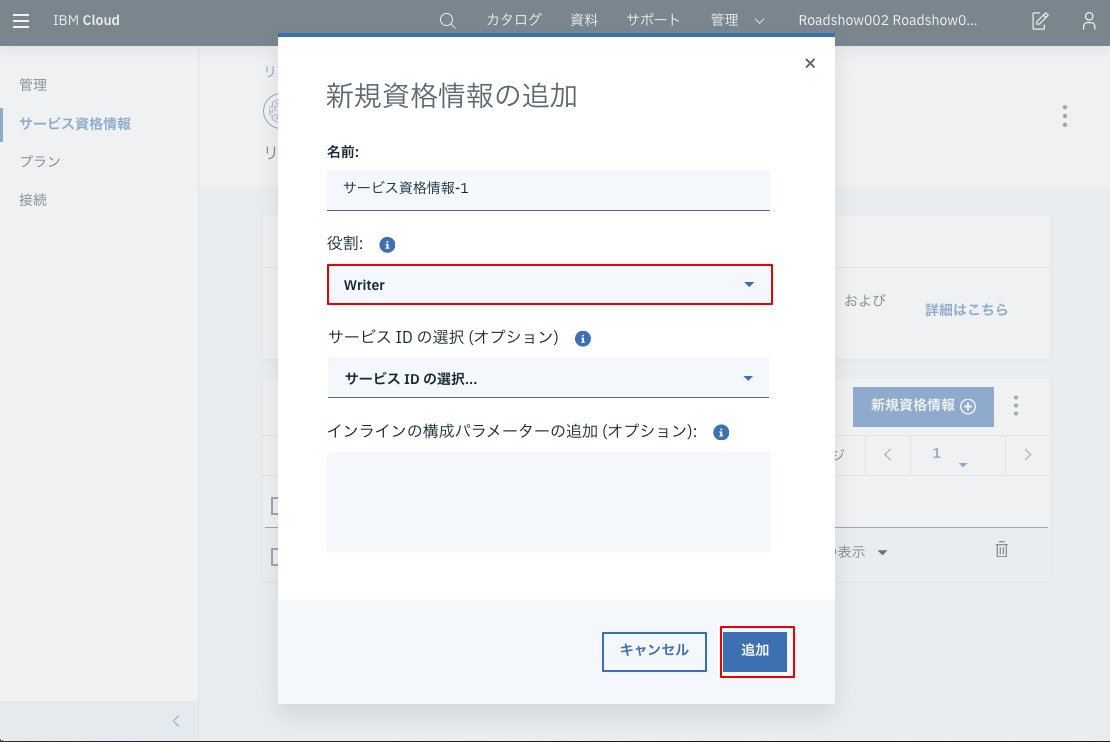 IBM Cloud
カタログ
資料
サポート
管理
Roadshow002 Roadshow0...
管理
サービス資格情報
プラン
接続
リ
リ
新規資格情報の追加
名前:
サービス資格情報-1
役割:
Writer
サービス ID の選択 (オプション)
サービス ID の選択...
インラインの構成パラメーターの追加 (オプション):
キャンセル
追加
および
詳細はこちら
新規資格情報
ジ
1
表示